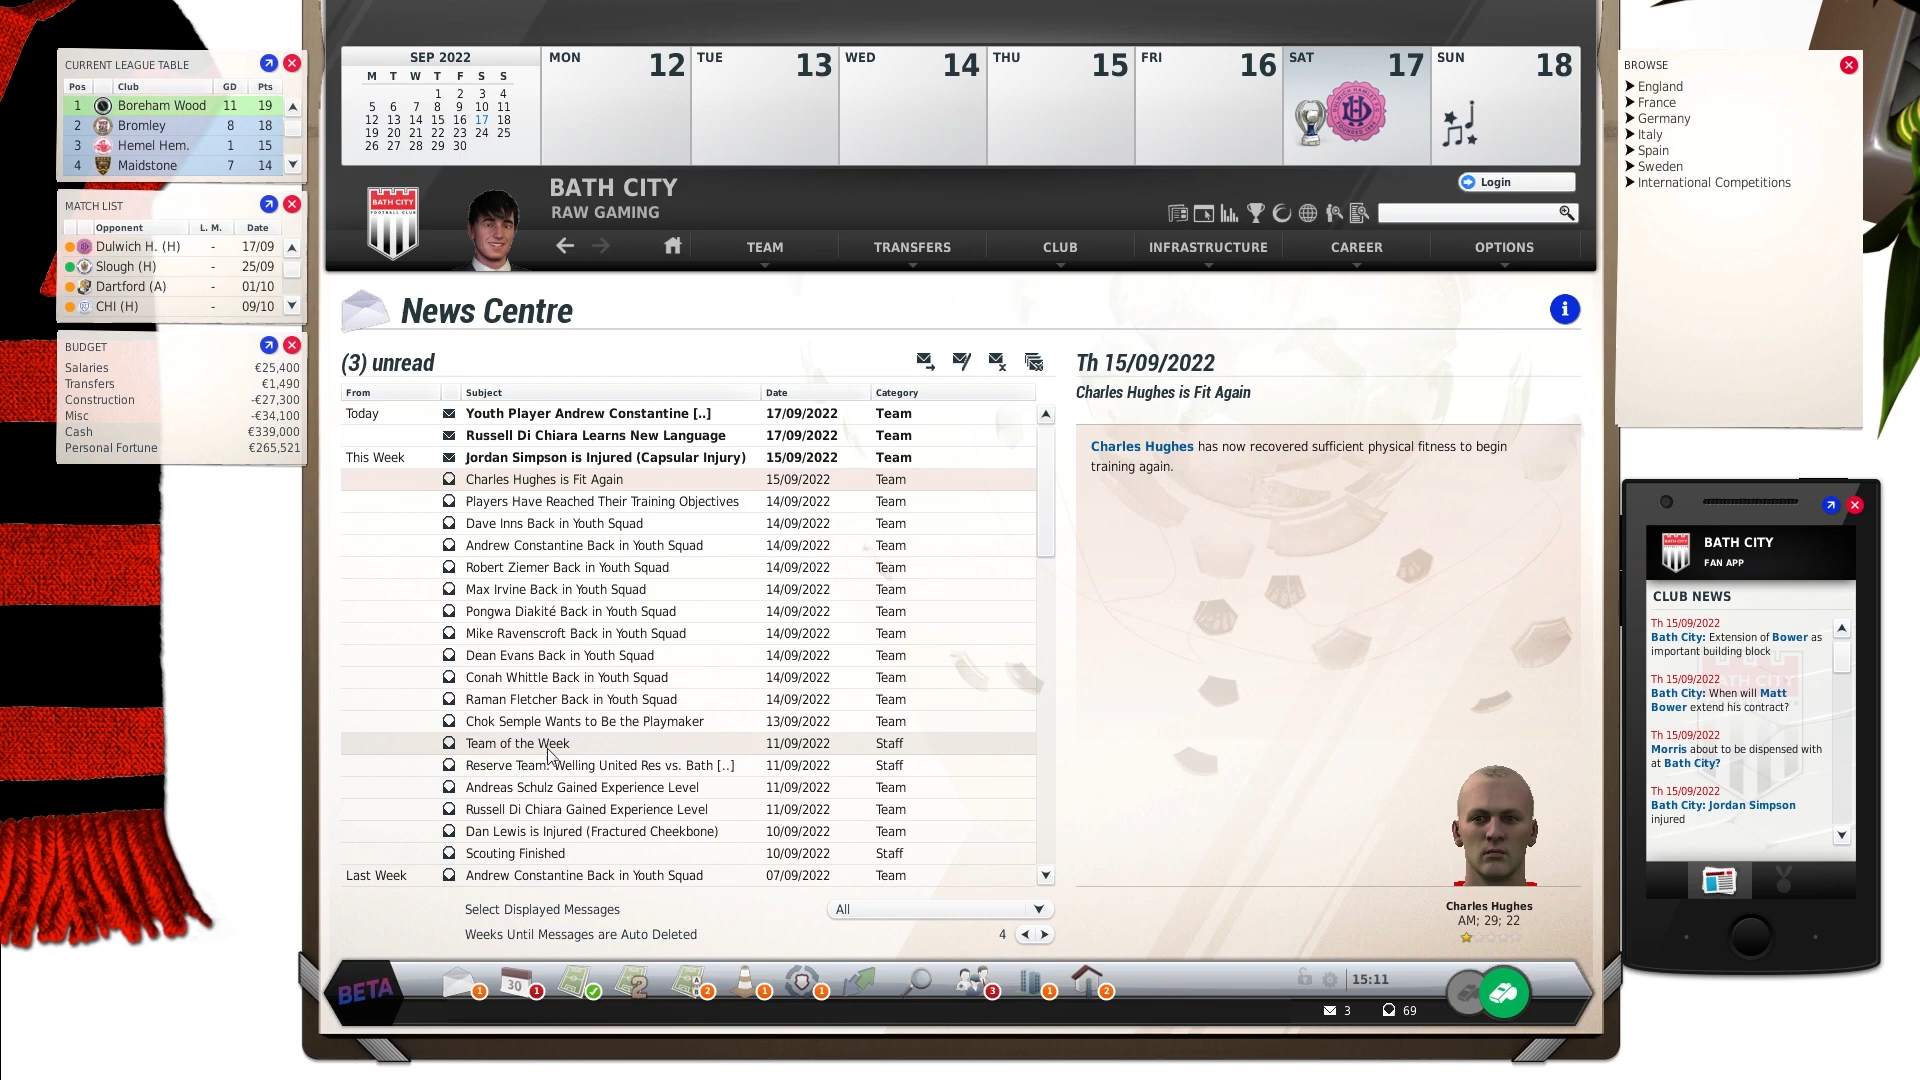 CURRENT LEAGUE TABLE
Pos Club GD Pts
1 Boreham Wood 11 19
2 Bromley 8 18
3 Hemel Hem. 1 15
4 Maidstone 7 14
MATCH LIST
Opponent L. M. Date
Dulwich H. (H) - 17/09
Slough (H) - 25/09
Dartford (A) - 01/10
CHI (H) - 09/10
BUDGET
Salaries €25,400
Transfers €1,490
Construction -€27,300
Misc -€34,100
Cash €339,000
Personal Fortune €265,521
SEP 2022
M T W T F S S
1 2 3 4
5 6 7 8 9 10 11
12 13 14 15 16 17 18
19 20 21 22 23 24 25
26 27 28 29 30
MON 12 TUE 13 WED 14 THU 15 FRI 16 SAT 17 SUN 18
BATH CITY
RAW GAMING
Login
BATH CITY
FOOTBALL CLUB
TEAM TRANSFERS CLUB INFRASTRUCTURE CAREER OPTIONS
News Centre
(3) unread
From Subject Date Category
Today Youth Player Andrew Constantine [..] 17/09/2022 Team
Russell Di Chiara Learns New Language 17/09/2022 Team
This Week Jordan Simpson is Injured (Capsular Injury) 15/09/2022 Team
Charles Hughes is Fit Again 15/09/2022 Team
Players Have Reached Their Training Objectives 14/09/2022 Team
Dave Inns Back in Youth Squad 14/09/2022 Team
Andrew Constantine Back in Youth Squad 14/09/2022 Team
Robert Ziemer Back in Youth Squad 14/09/2022 Team
Max Irvine Back in Youth Squad 14/09/2022 Team
Pongwa Diakité Back in Youth Squad 14/09/2022 Team
Mike Ravenscroft Back in Youth Squad 14/09/2022 Team
Dean Evans Back in Youth Squad 14/09/2022 Team
Conah Whittle Back in Youth Squad 14/09/2022 Team
Raman Fletcher Back in Youth Squad 14/09/2022 Team
Chok Semple Wants to Be the Playmaker 13/09/2022 Team
Team of the Week 11/09/2022 Staff
Reserve Team: Welling United Res vs. Bath [..] 11/09/2022 Staff
Andreas Schulz Gained Experience Level 11/09/2022 Team
Russell Di Chiara Gained Experience Level 11/09/2022 Team
Dan Lewis is Injured (Fractured Cheekbone) 10/09/2022 Team
Scouting Finished 10/09/2022 Staff
Last Week Andrew Constantine Back in Youth Squad 07/09/2022 Team
Select Displayed Messages All
Weeks Until Messages are Auto Deleted 4
Th 15/09/2022
Charles Hughes is Fit Again
Charles Hughes has now recovered sufficient physical fitness to begin
training again.
Charles Hughes
AM; 29; 22
BROWSE
England
France
Germany
Italy
Spain
Sweden
International Competitions
BATH CITY
FAN APP
CLUB NEWS
Th 15/09/2022
Bath City: Extension of Bower as
important building block
Th 15/09/2022
Bath City: When will Matt
Bower extend his contract?
Th 15/09/2022
Morris about to be dispensed with
at Bath City?
Th 15/09/2022
Bath City: Jordan Simpson
injured
BETA
1 30 1 2 2 1 1 3 1 2
15:11
3 69